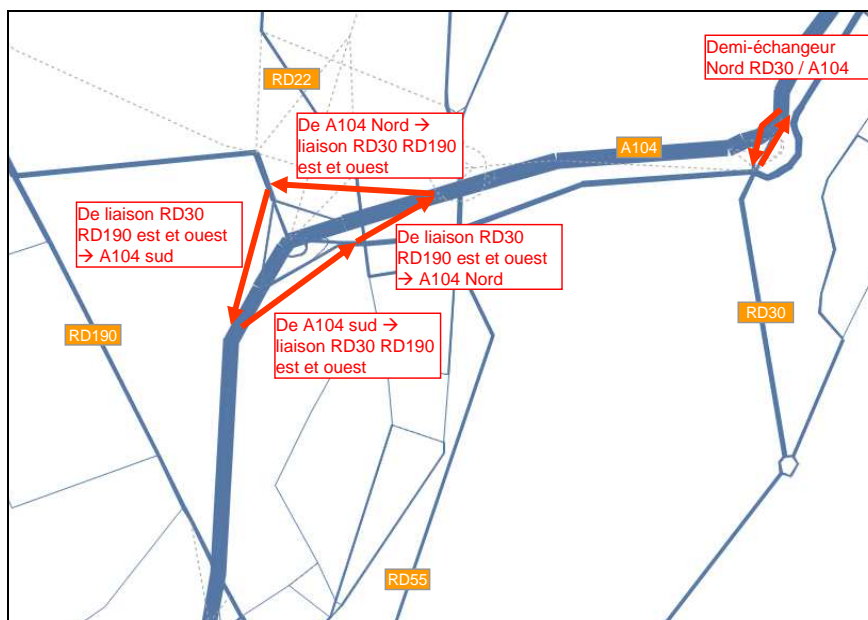 Demi-échangeur
Nord RD30 / A104
RD22
De A104 Nord →
liaison RD30 RD190
est et ouest
A104
De liaison RD30
RD190 est et ouest
→ A104 sud
De liaison RD30
RD190 est et ouest
→ A104 Nord
De A104 sud →
liaison RD30 RD190
est et ouest
RD190
RD30
RD55